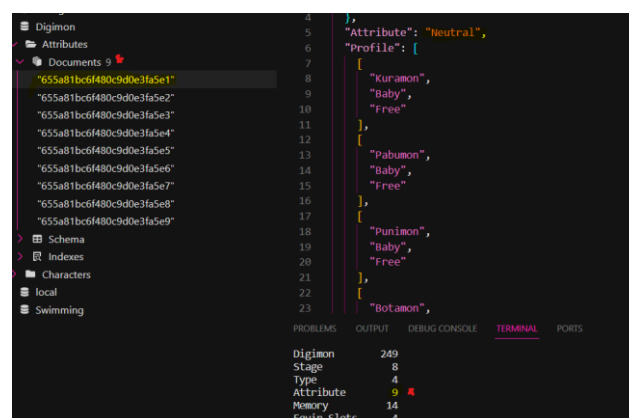 Digimon
Attributes
Documents 9
"655a81bc6f480c9d0e3fa5e1"
"655a81bc6f480c9d0e3fa5e2"
"655a81bc6f480c9d0e3fa5e3"
"655a81bc6f480c9d0e3fa5e4"
"655a81bc6f480c9d0e3fa5e5"
"655a81bc6f480c9d0e3fa5e6"
"655a81bc6f480c9d0e3fa5e7"
"655a81bc6f480c9d0e3fa5e8"
"655a81bc6f480c9d0e3fa5e9"
Schema
Indexes
Characters
local
Swimming
4 },
5 "Attribute": "Neutral",
6 "Profile": [
7 [
8 "Kuramon",
9 "Baby",
10 "Free"
11 ],
12 [
13 "Pabumon",
14 "Baby",
15 "Free"
16 ],
17 [
18 "Punimon",
19 "Baby",
20 "Free"
21 ],
22 [
23 "Botamon",
PROBLEMS OUTPUT DEBUG CONSOLE TERMINAL PORTS
Digimon 249
Stage 8
Type 4
Attribute 9
Memory 14
Equip Slots 4